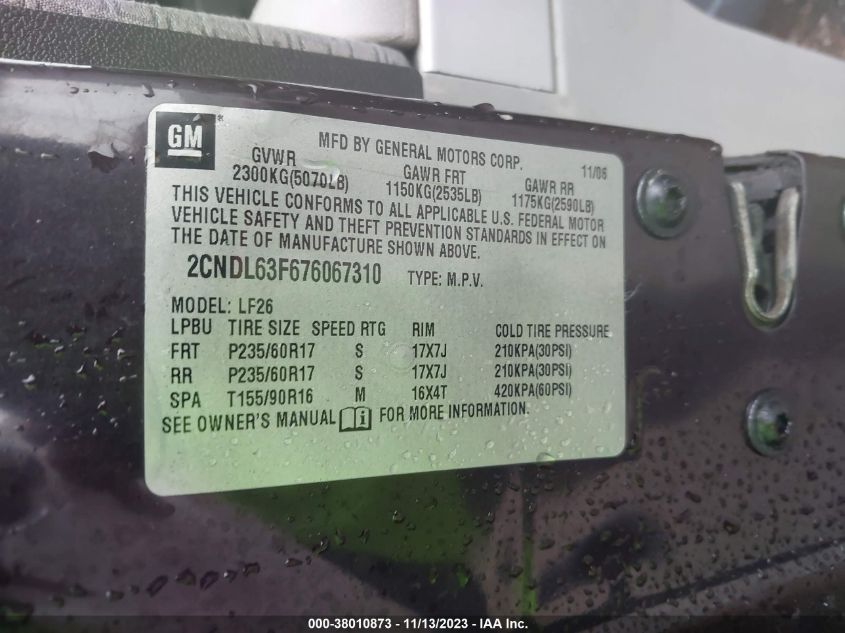 GM
MFD BY GENERAL MOTORS CORP.
GVWR GAWR FRT GAWR RR 11/06
2300KG(5070LB) 1150KG(2535LB) 1175KG(2590LB)
THIS VEHICLE CONFORMS TO ALL APPLICABLE U.S. FEDERAL MOTOR
VEHICLE SAFETY AND THEFT PREVENTION STANDARDS IN EFFECT ON
THE DATE OF MANUFACTURE SHOWN ABOVE.
2CNDL63F676067310 TYPE: M.P.V.
MODEL: LF26
LPBU TIRE SIZE SPEED RTG RIM COLD TIRE PRESSURE
FRT P235/60R17 S 17X7J 210KPA(30PSI)
RR P235/60R17 S 17X7J 210KPA(30PSI)
SPA T155/90R16 M 16X4T 420KPA(60PSI)
SEE OWNER'S MANUAL i FOR MORE INFORMATION.
000-38010873 - 11/13/2023 - IAA Inc.